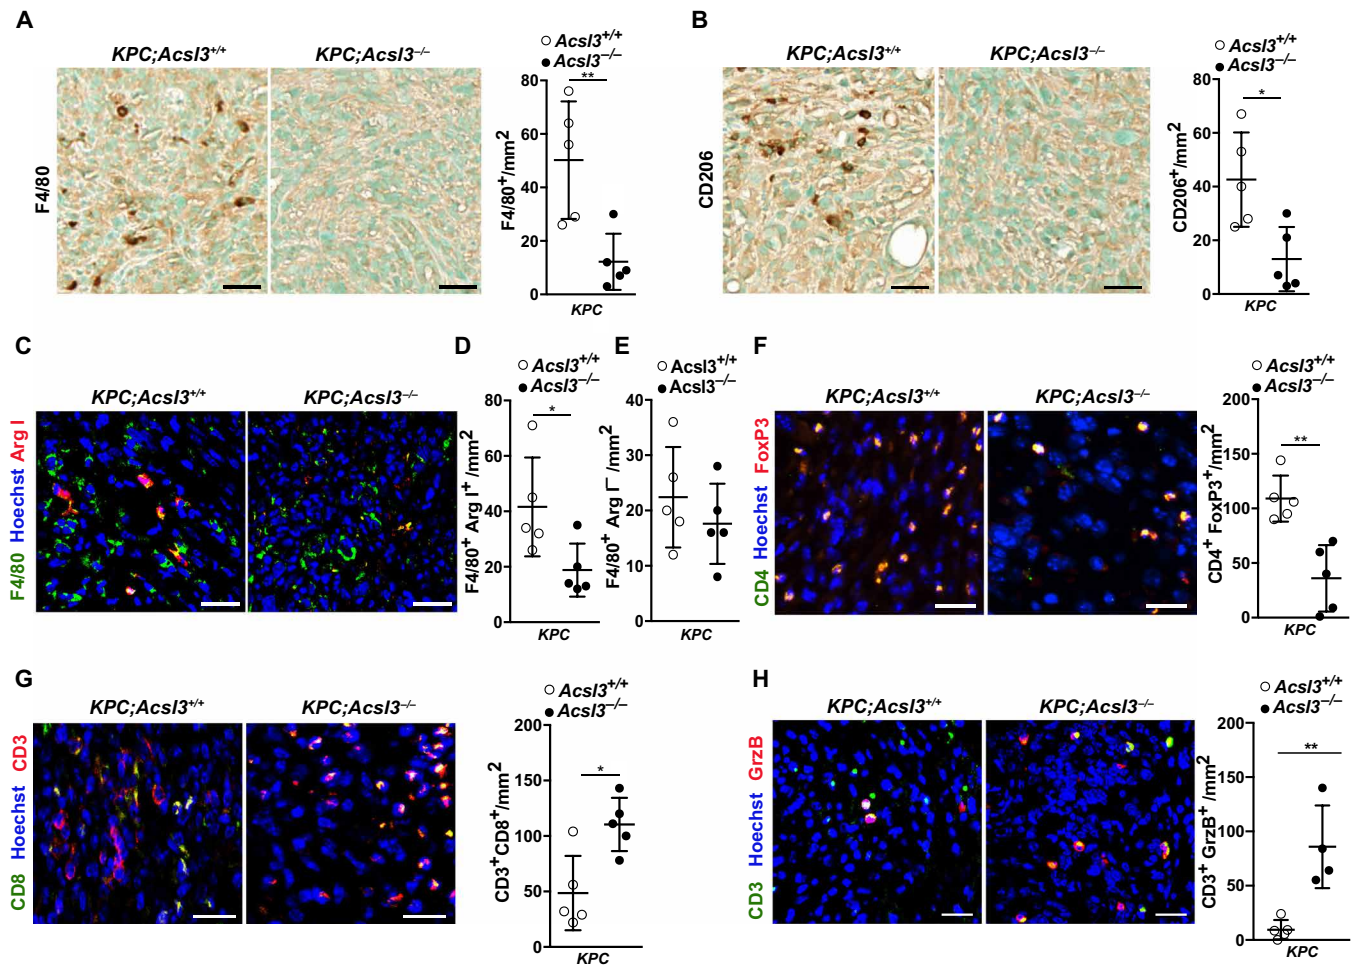 A
KPC;Acsl3+/+
KPC;Acsl3–/–
F4/80
Acsl3+/+
Acsl3–/–
**
F4/80+/mm2
80
60
40
20
0
KPC
B
KPC;Acsl3+/+
KPC;Acsl3–/–
CD206
Acsl3+/+
Acsl3–/–
*
CD206+/mm2
80
60
40
20
0
KPC
C
KPC;Acsl3+/+
KPC;Acsl3–/–
F4/80 Hoechst Arg I
D
Acsl3+/+
Acsl3–/–
*
F4/80+ Arg I+/mm2
80
60
40
20
0
KPC
E
Acsl3+/+
Acsl3–/–
F4/80+ Arg I–/mm2
40
30
20
10
0
KPC
F
KPC;Acsl3+/+
KPC;Acsl3–/–
CD4 Hoechst FoxP3
Acsl3+/+
Acsl3–/–
**
CD4+ FoxP3+/mm2
200
150
100
50
0
KPC
G
KPC;Acsl3+/+
KPC;Acsl3–/–
CD8 Hoechst CD3
Acsl3+/+
Acsl3–/–
*
CD3+CD8+/mm2
200
150
100
50
0
KPC
H
KPC;Acsl3+/+
KPC;Acsl3–/–
CD3 Hoechst GrzB
Acsl3+/+
Acsl3–/–
**
CD3+ GrzB+ /mm2
200
150
100
50
0
KPC